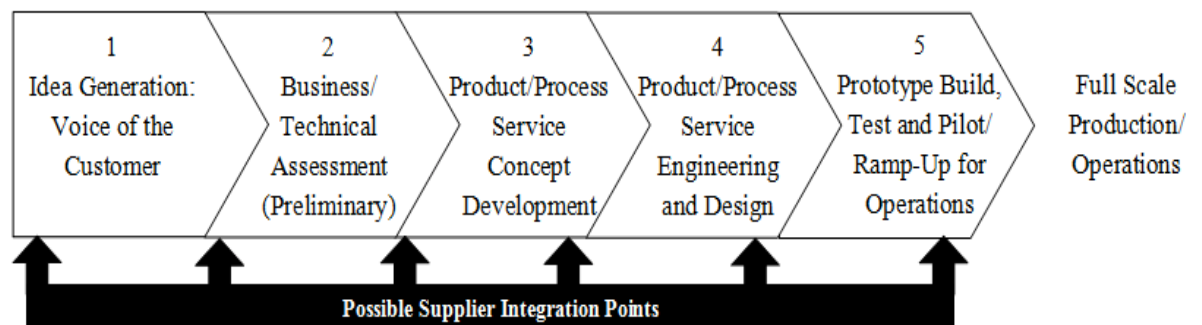 1
Idea Generation:
Voice of the
Customer
2
Business/
Technical
Assessment
(Preliminary)
3
Product/Process
Service
Concept
Development
4
Product/Process
Service
Engineering
and Design
5
Prototype Build,
Test and Pilot/
Ramp-Up for
Operations
Full Scale
Production/
Operations
Possible Supplier Integration Points